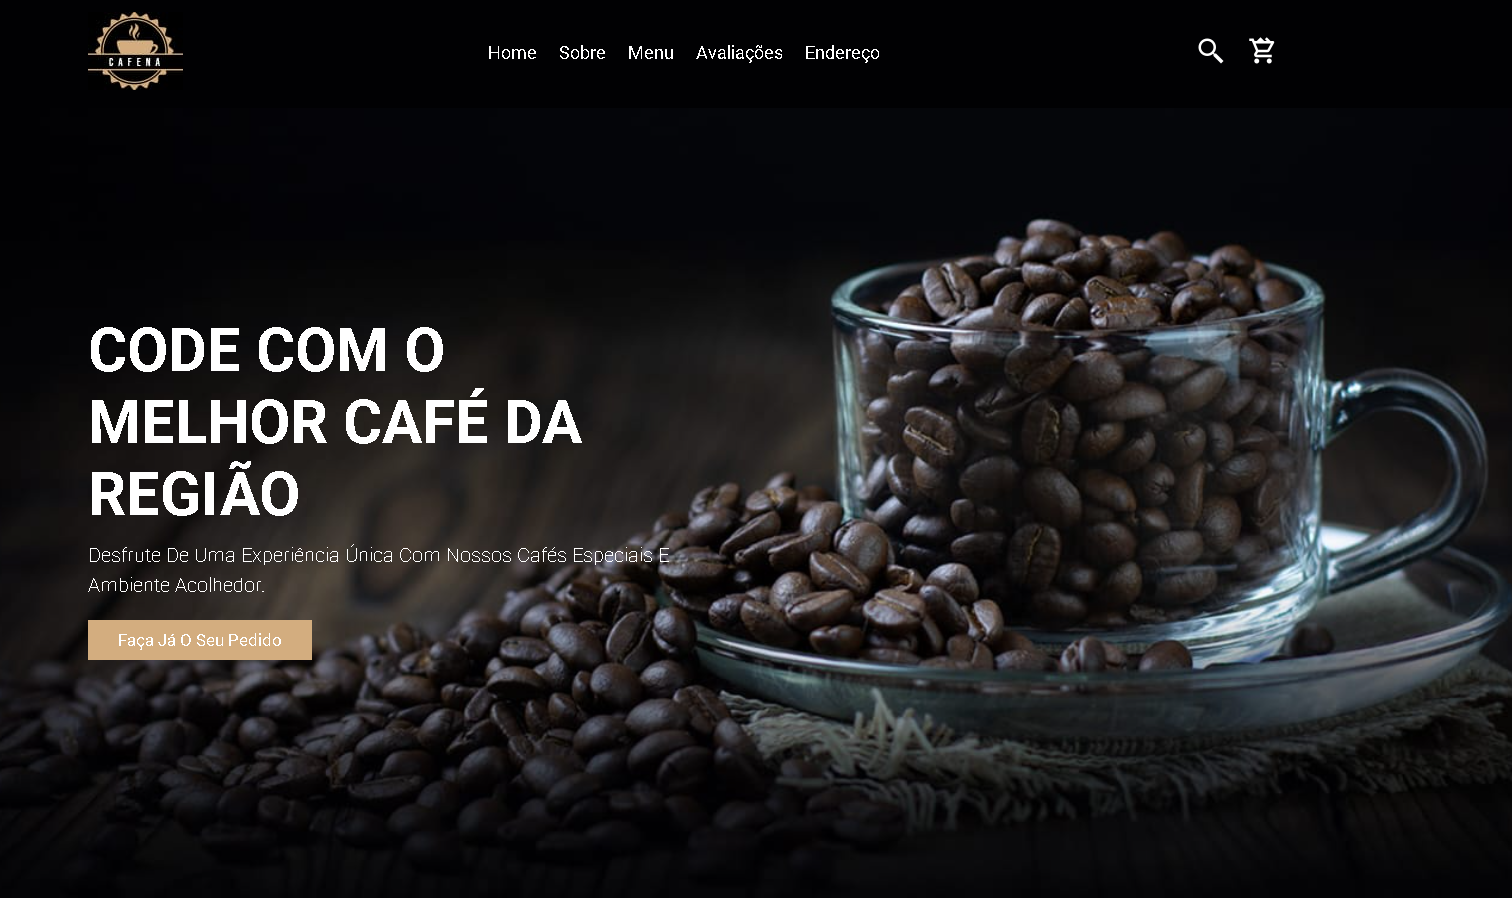 CAFENA
Home Sobre Menu Avaliações Endereço
CODE COM O
MELHOR CAFÉ DA
REGIÃO
Desfrute De Uma Experiência Única Com Nossos Cafés Especiais E
Ambiente Acolhedor.
Faça Já O Seu Pedido